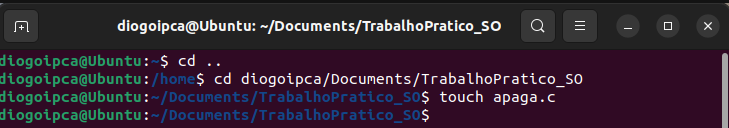 diogoipca@Ubuntu: ~/Documents/TrabalhoPratico_SO
diogoipca@Ubuntu:~$ cd ..
diogoipca@Ubuntu:/home$ cd diogoipca/Documents/TrabalhoPratico_SO
diogoipca@Ubuntu:~/Documents/TrabalhoPratico_SO$ touch apaga.c
diogoipca@Ubuntu:~/Documents/TrabalhoPratico_SO$